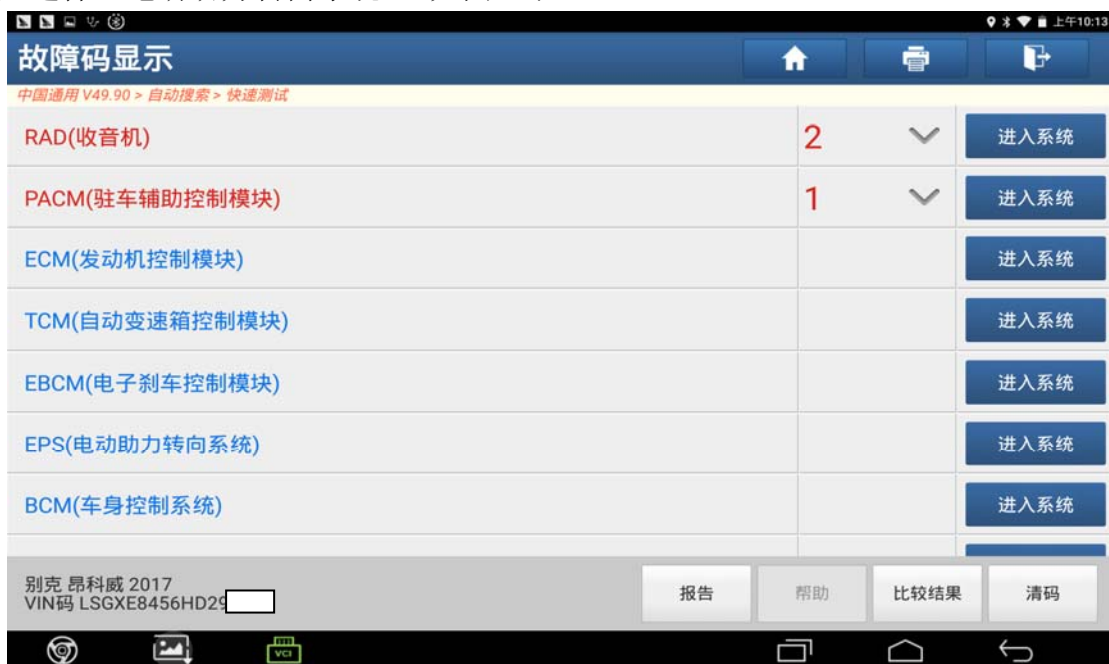 上午10:13
故障码显示
中国通用 V49.90 > 自动搜索 > 快速测试
RAD(收音机) 2 进入系统
PACM(驻车辅助控制模块) 1 进入系统
ECM(发动机控制模块) 进入系统
TCM(自动变速箱控制模块) 进入系统
EBCM(电子刹车控制模块) 进入系统
EPS(电动助力转向系统) 进入系统
BCM(车身控制系统) 进入系统
别克 昂科威 2017
VIN码 LSGXE8456HD29
报告 帮助 比较结果 清码
VCI